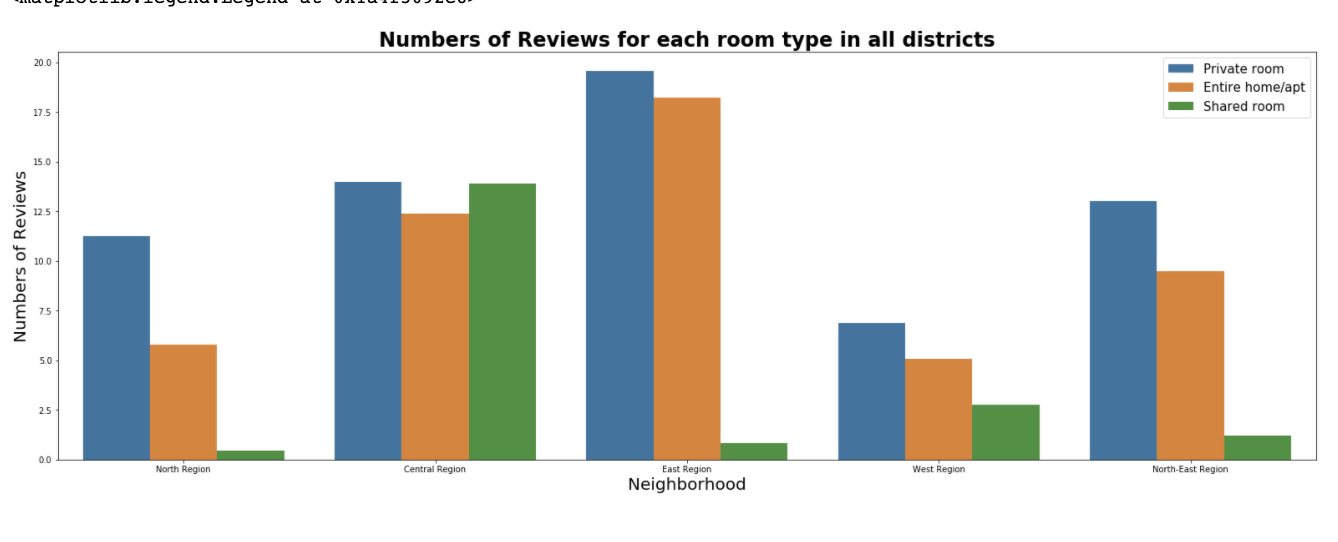 <matplotlib.legend.Legend at
Numbers of Reviews for each room type in all districts
Private room
Entire home/apt
Shared room
Numbers of Reviews
20.0
17.5
15.0
12.5
10.0
7.5
5.0
2.5
0.0
North Region
Central Region
East Region
West Region
North-East Region
Neighborhood